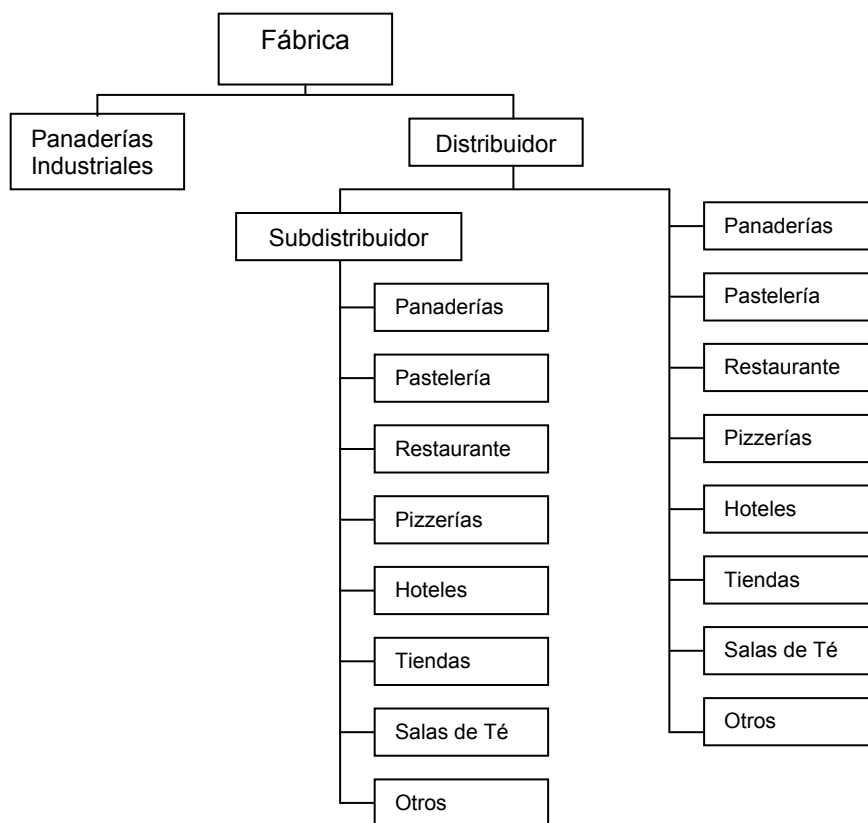 Fábrica
Panaderías
Industriales
Distribuidor
Subdistribuidor
Panaderías
Pastelería
Restaurante
Pizzerías
Hoteles
Tiendas
Salas de Té
Otros
Panaderías
Pastelería
Restaurante
Pizzerías
Hoteles
Tiendas
Salas de Té
Otros